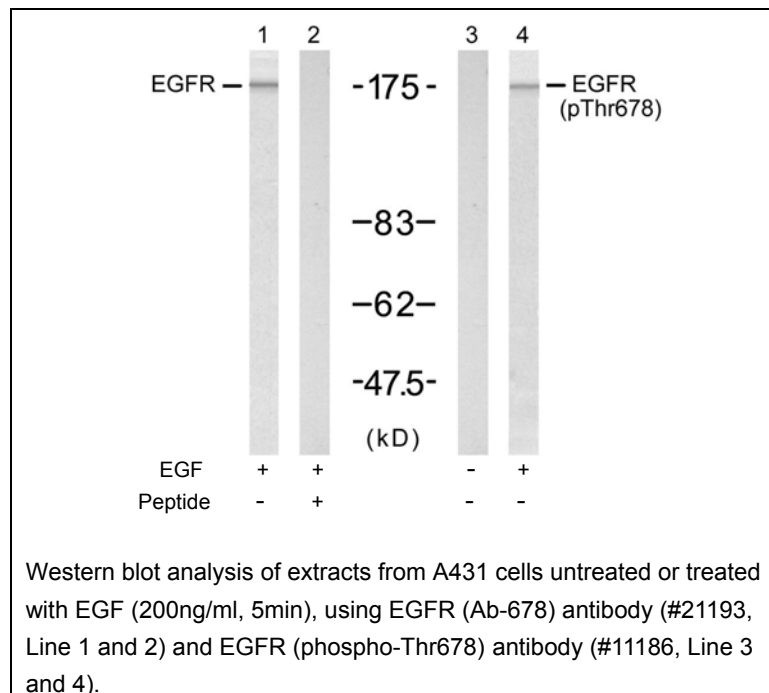 1 2 3 4
EGFR – -175- – EGFR
(pThr678)
-83-
-62-
-47.5-
(kD)
EGF + + - +
Peptide - + - -
Western blot analysis of extracts from A431 cells untreated or treated
with EGF (200ng/ml, 5min), using EGFR (Ab-678) antibody (#21193,
Line 1 and 2) and EGFR (phospho-Thr678) antibody (#11186, Line 3
and 4).